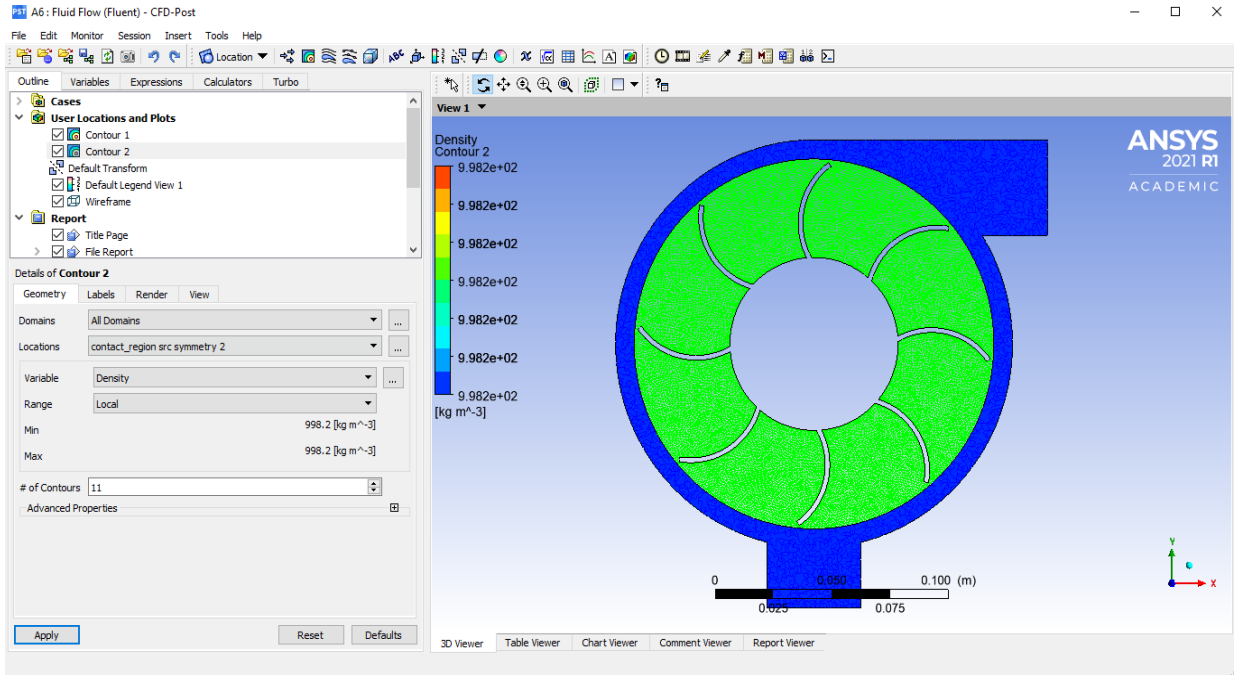 A6 : Fluid Flow (Fluent) - CFD-Post
File Edit Monitor Session Insert Tools Help
Location
Outline Variables Expressions Calculators Turbo
Cases
User Locations and Plots
Contour 1
Contour 2
Default Transform
Default Legend View 1
Wireframe
Report
Title Page
File Report
Details of Contour 2
Geometry Labels Render View
Domains All Domains ...
Locations contact_region src symmetry 2 ...
Variable Density ...
Range Local
Min 998.2 [kg m^-3]
Max 998.2 [kg m^-3]
# of Contours 11
Advanced Properties
Apply Reset Defaults
View 1
Density
Contour 2
9.982e+02
9.982e+02
9.982e+02
9.982e+02
9.982e+02
9.982e+02
9.982e+02
[kg m^-3]
ANSYS
2021 R1
ACADEMIC
Y
X
0 0.050 0.100 (m)
0.025 0.075
3D Viewer Table Viewer Chart Viewer Comment Viewer Report Viewer